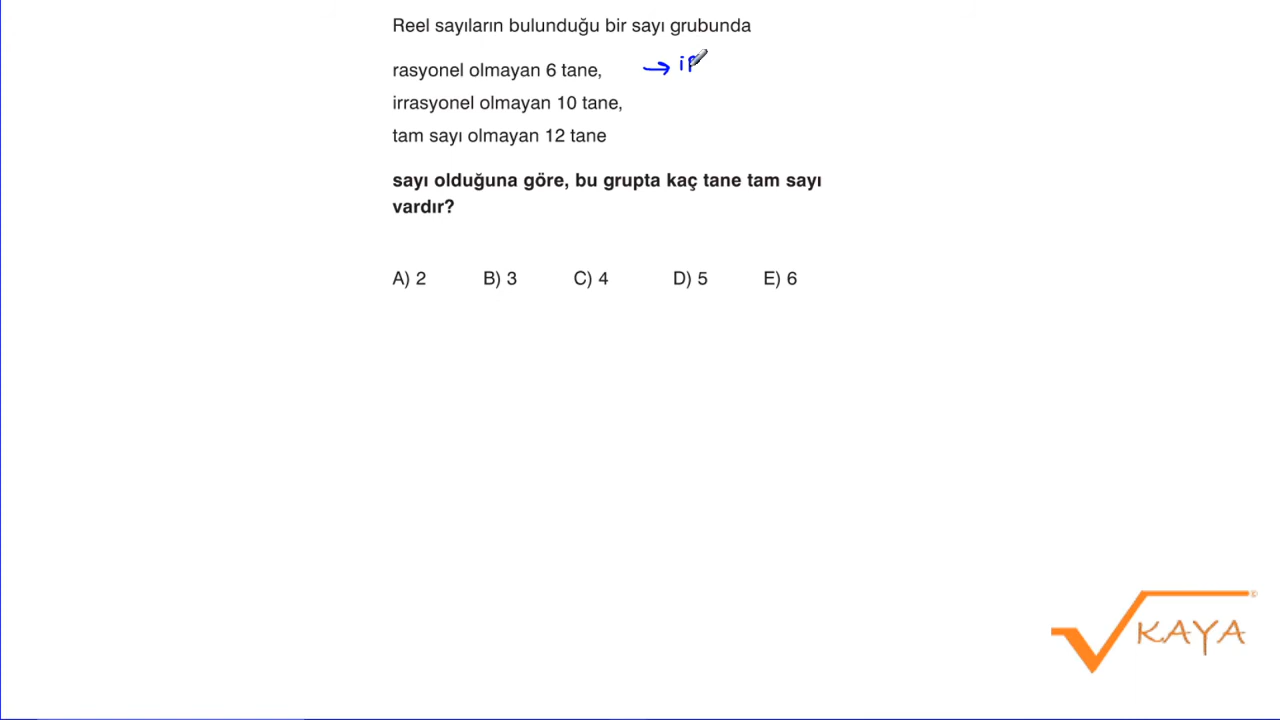 Reel sayıların bulunduğu bir sayı grubunda
rasyonel olmayan 6 tane, → ir
irrasyonel olmayan 10 tane,
tam sayı olmayan 12 tane
sayı olduğuna göre, bu grupta kaç tane tam sayı
vardır?
A) 2 B) 3 C) 4 D) 5 E) 6
KAYA